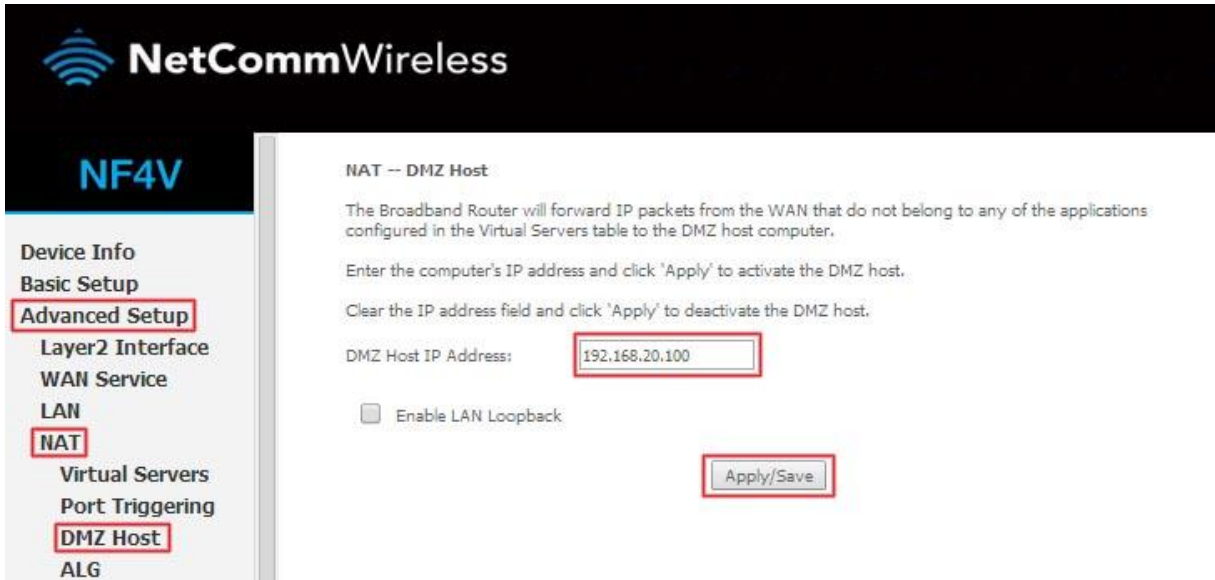 NetCommWireless
NF4V
Device Info
Basic Setup
Advanced Setup
Layer2 Interface
WAN Service
LAN
NAT
Virtual Servers
Port Triggering
DMZ Host
ALG
NAT -- DMZ Host
The Broadband Router will forward IP packets from the WAN that do not belong to any of the applications
configured in the Virtual Servers table to the DMZ host computer.
Enter the computer's IP address and click 'Apply' to activate the DMZ host.
Clear the IP address field and click 'Apply' to deactivate the DMZ host.
DMZ Host IP Address: 192.168.20.100
Enable LAN Loopback
Apply/Save